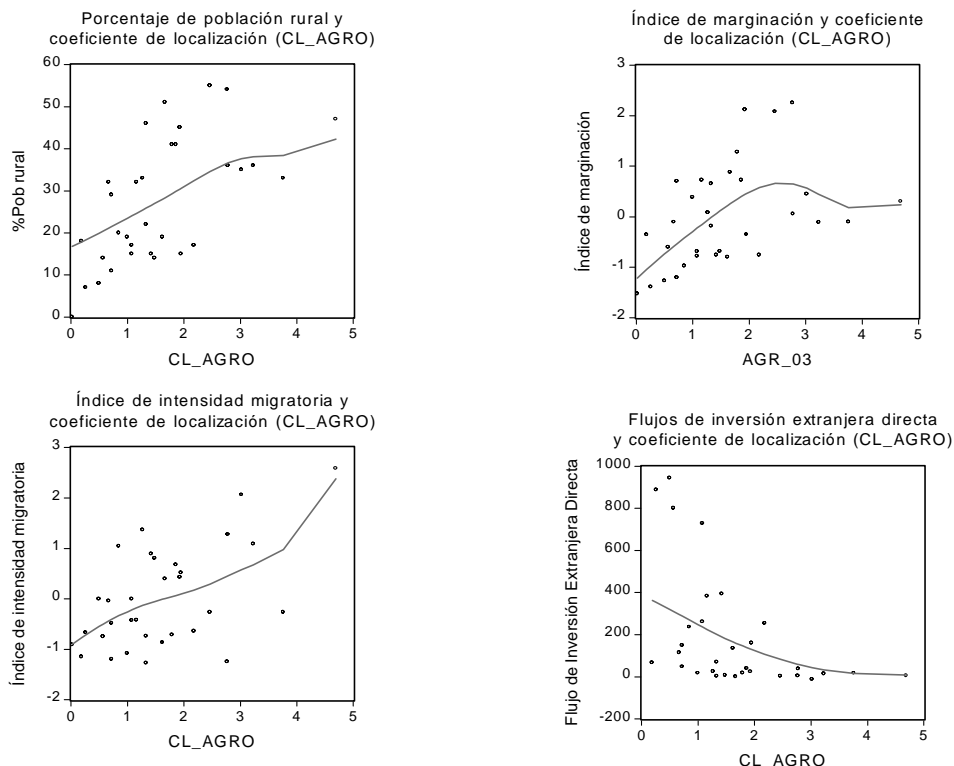 Porcentaje de población rural y
coeficiente de localización (CL_AGRO)
60
50
40
30
20
10
0
%Pob rural
0 1 2 3 4 5
CL_AGRO
Índice de marginación y coeficiente
de localización (CL_AGRO)
3
2
1
0
-1
-2
Índice de marginación
0 1 2 3 4 5
AGR_03
Índice de intensidad migratoria y
coeficiente de localización (CL_AGRO)
3
2
1
0
-1
-2
Índice de intensidad migratoria
0 1 2 3 4 5
CL_AGRO
Flujos de inversión extranjera directa
y coeficiente de localización (CL_AGRO)
1000
800
600
400
200
0
-200
Flujo de Inversión Extranjera Directa
0 1 2 3 4 5
CL_AGRO